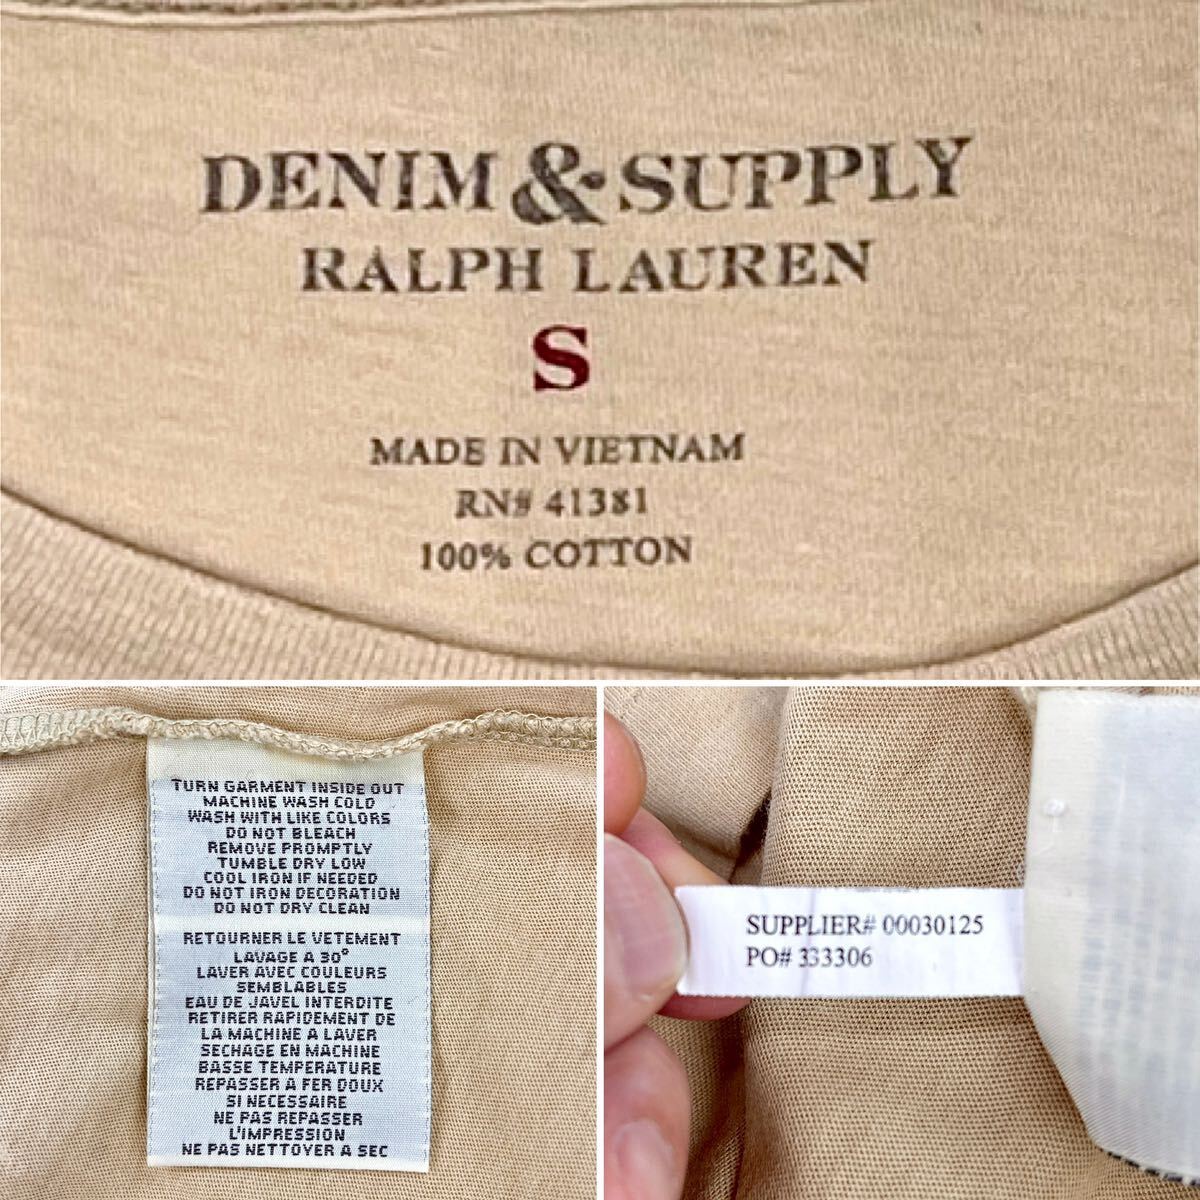 DENIM & SUPPLY
RALPH LAUREN
S
MADE IN VIETNAM
RN# 41381
100% COTTON
TURN GARMENT INSIDE OUT
MACHINE WASH COLD
WASH WITH LIKE COLORS
DO NOT BLEACH
REMOVE PROMPTLY
TUMBLE DRY LOW
COOL IRON IF NEEDED
DO NOT IRON DECORATION
DO NOT DRY CLEAN
RETOURNER LE VETEMENT
LAVAGE A 30°
LAVER AVEC COULEURS
SEMBLABLES
EAU DE JAVEL INTERDITE
RETIRER RAPIDEMENT DE
LA MACHINE A LAVER
SECHAGE EN MACHINE
BASSE TEMPERATURE
REPASSER A FER DOUX
SI NECESSAIRE
NE PAS REPASSER
L'IMPRESSION
NE PAS NETTOYER A SEC
SUPPLIER# 00030125
PO# 333306